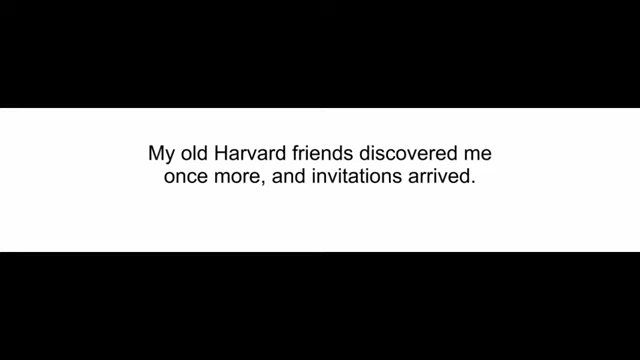 My old Harvard friends discovered me
once more, and invitations arrived.